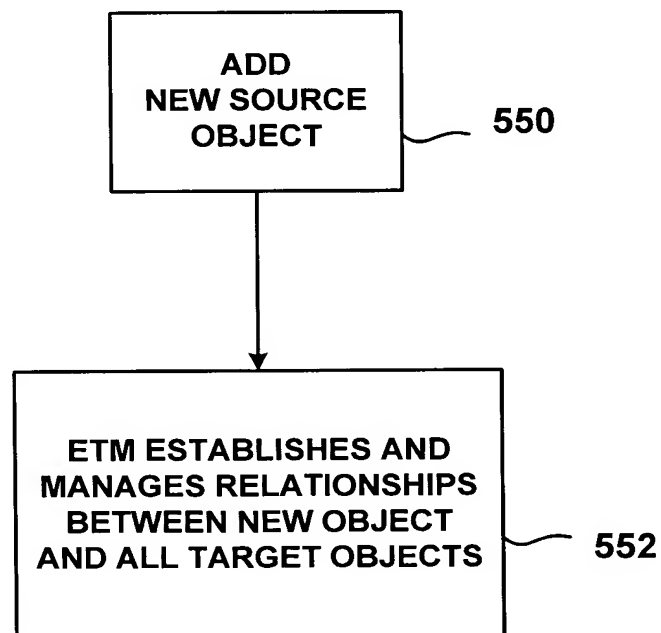 ADD
NEW SOURCE
OBJECT
550
ETM ESTABLISHES AND
MANAGES RELATIONSHIPS
BETWEEN NEW OBJECT
AND ALL TARGET OBJECTS
552